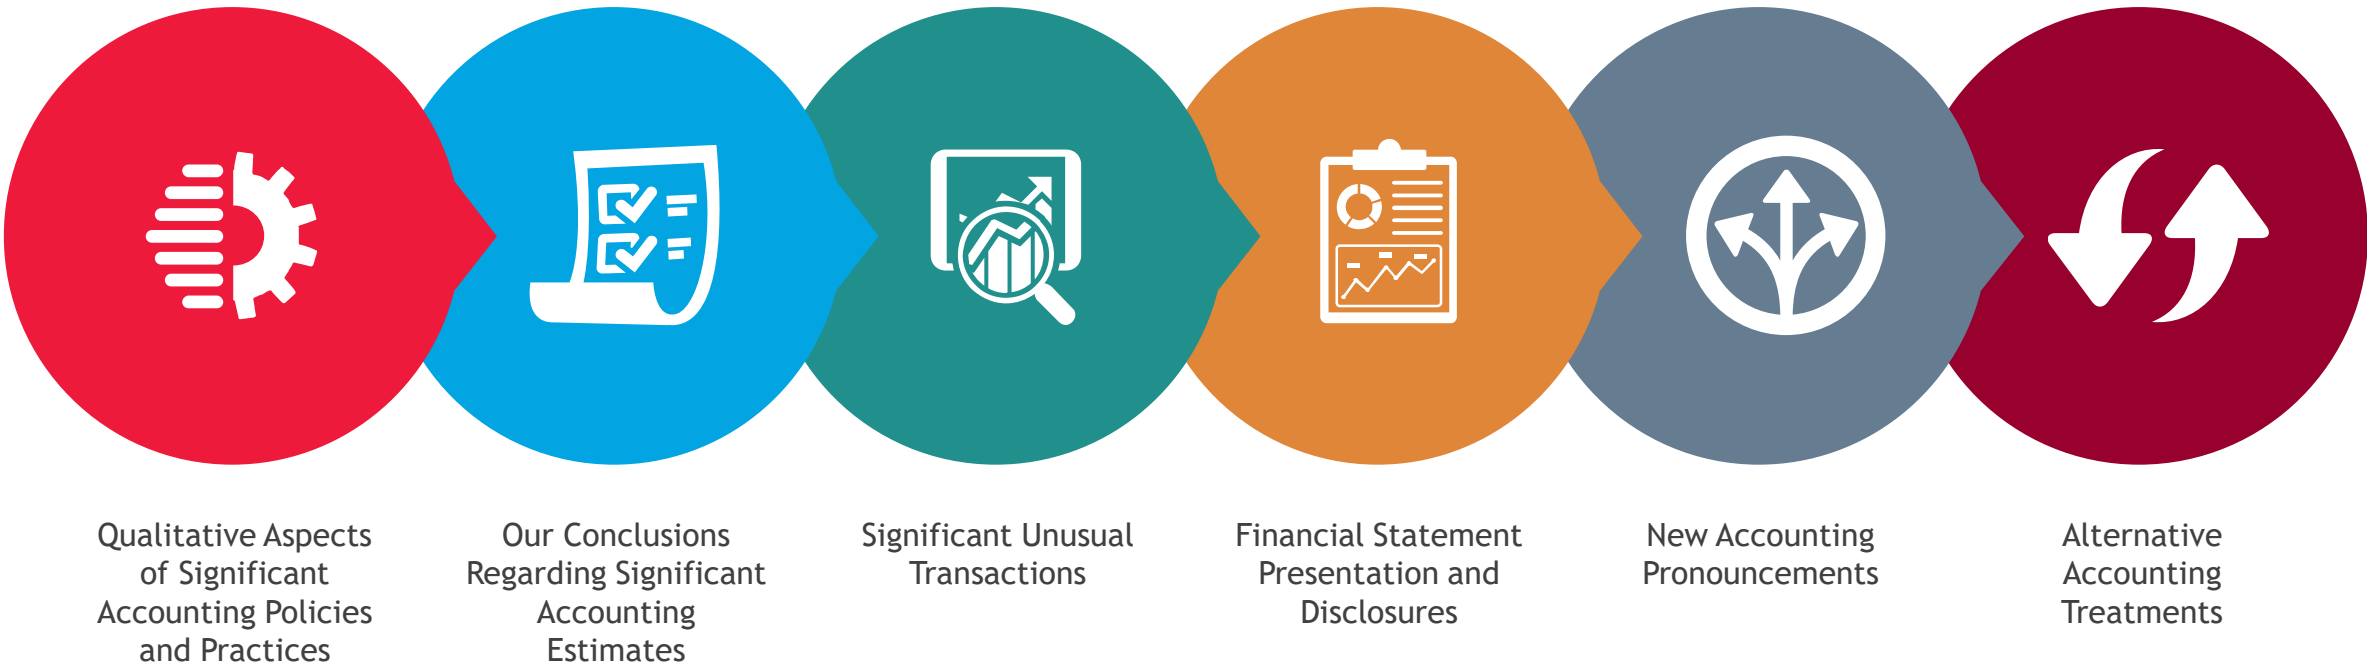 Qualitative Aspects
of Significant
Accounting Policies
and Practices
Our Conclusions
Regarding Significant
Accounting
Estimates
Significant Unusual
Transactions
Financial Statement
Presentation and
Disclosures
New Accounting
Pronouncements
Alternative
Accounting
Treatments